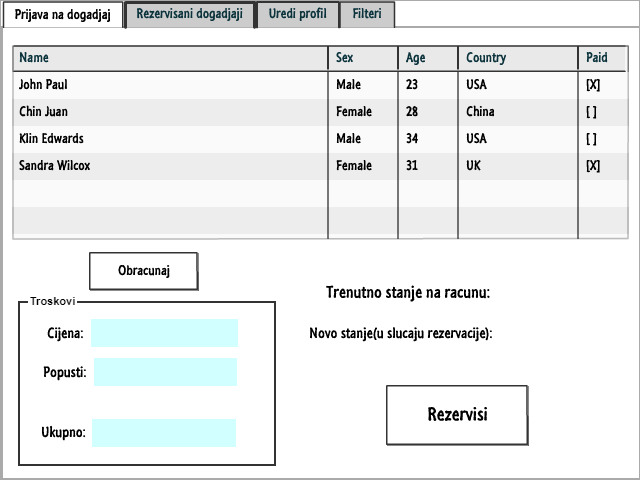 Prijava na dogadjaj Rezervisani dogadjaji Uredi profil Filteri
Name Sex Age Country Paid
John Paul Male 23 USA [X]
Chin Juan Female 28 China [ ]
Klin Edwards Male 34 USA [ ]
Sandra Wilcox Female 31 UK [X]
Obracunaj
Troskovi
Cijena:
Popusti:
Ukupno:
Trenutno stanje na racunu:
Novo stanje(u slucaju rezervacije):
Rezervisi